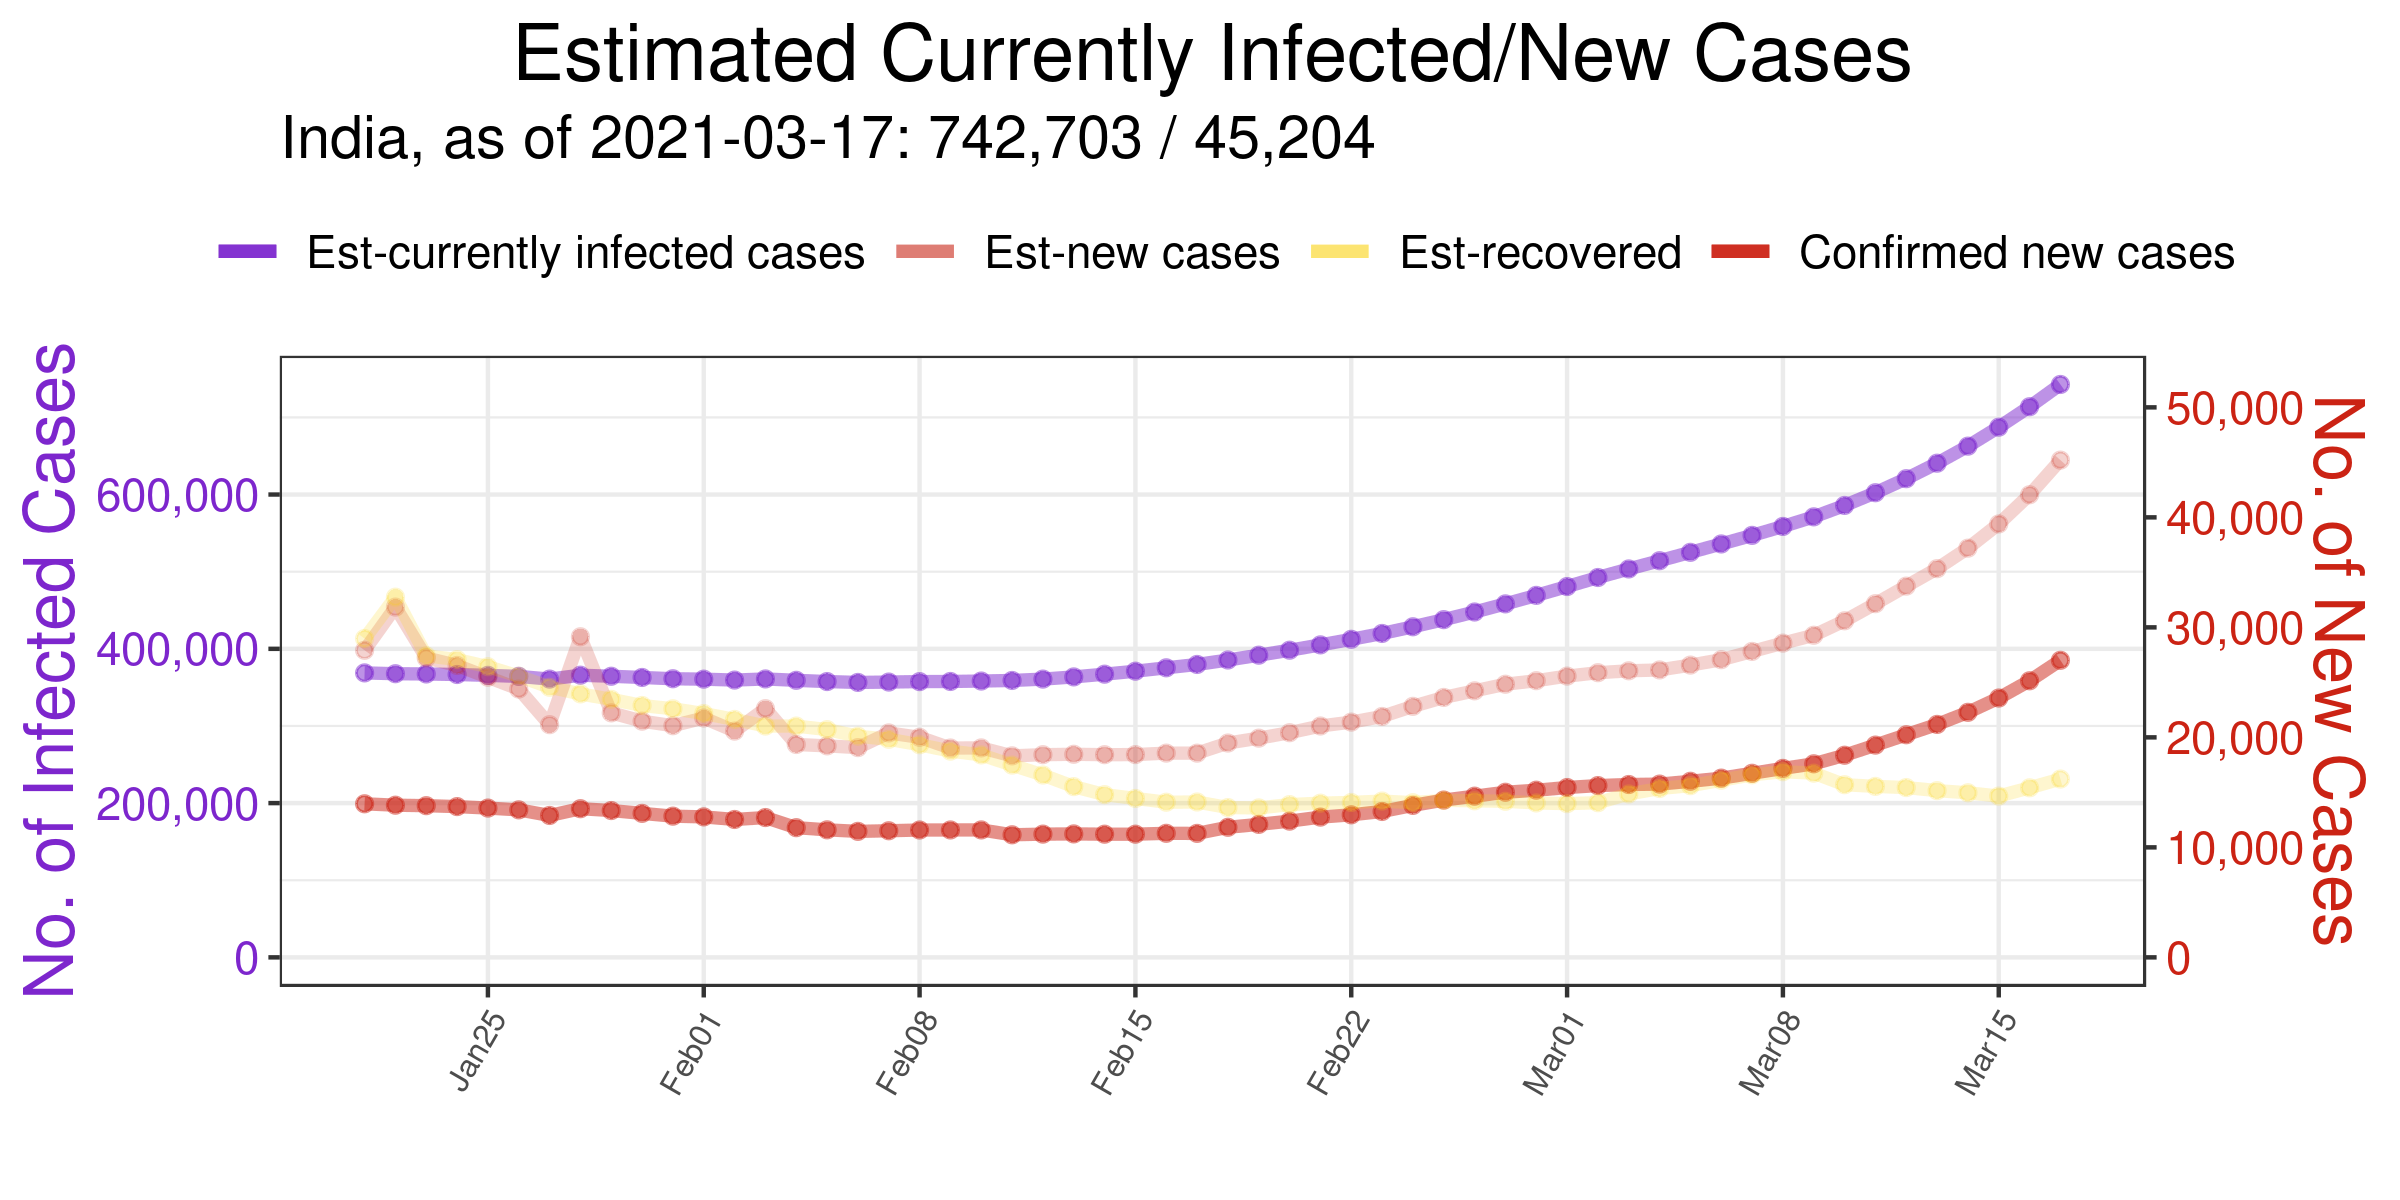 Estimated Currently Infected/New Cases
India, as of 2021-03-17: 742,703 / 45,204
Est-currently infected cases Est-new cases Est-recovered Confirmed new cases
No. of Infected Cases
600,000
400,000
200,000
0
50,000
40,000
30,000
20,000
10,000
0
No. of New Cases
Jan25 Feb01 Feb08 Feb15 Feb22 Mar01 Mar08 Mar15